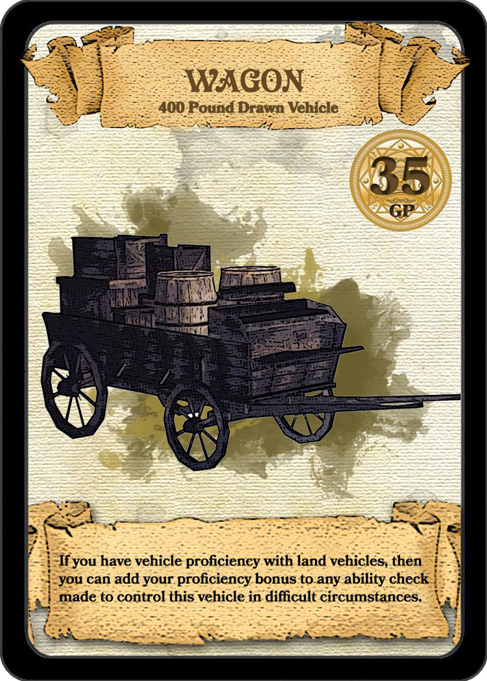 WAGON
400 Pound Drawn Vehicle
35
GP
If you have vehicle proficiency with land vehicles, then
you can add your proficiency bonus to any ability check
made to control this vehicle in difficult circumstances.